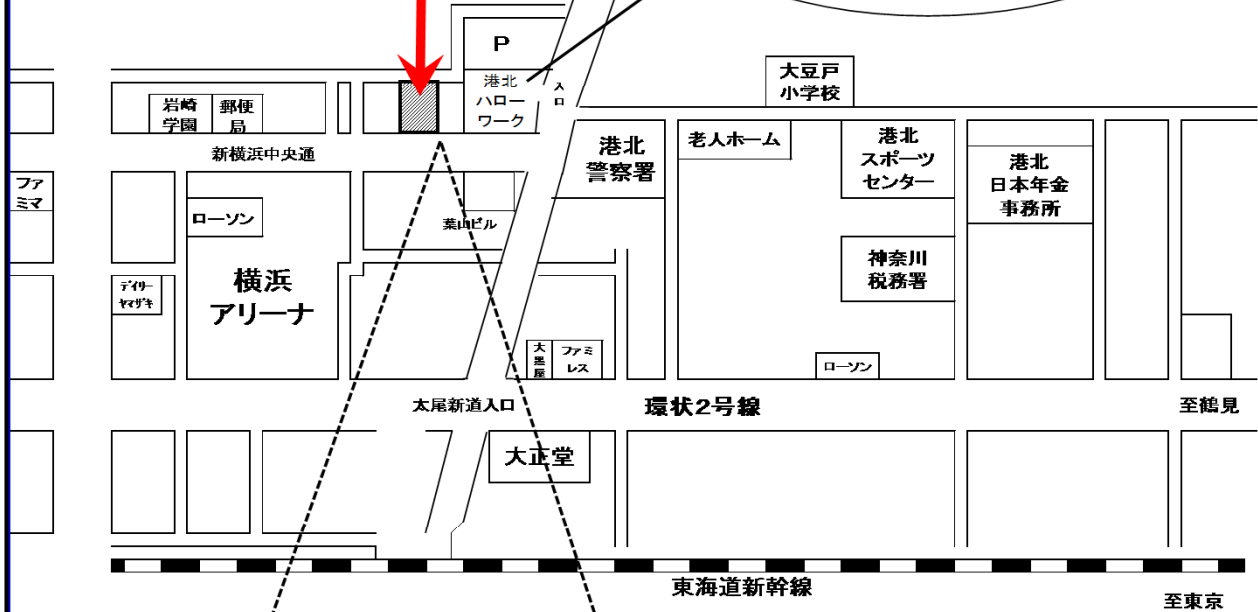 P
港北
ハロー
ワーク
入
口
大豆戸
小学校
岩崎
学園
郵便
局
新横浜中央通
港北
警察署
老人ホーム
港北
スポーツ
センター
港北
日本年金
事務所
ファ
ミマ
ローソン
葉山ビル
横浜
アリーナ
デイリー
ヤマザキ
神奈川
税務署
大
黒
屋
ファミ
レス
ローソン
太尾新道入口
環状2号線
至鶴見
大正堂
東海道新幹線
至東京